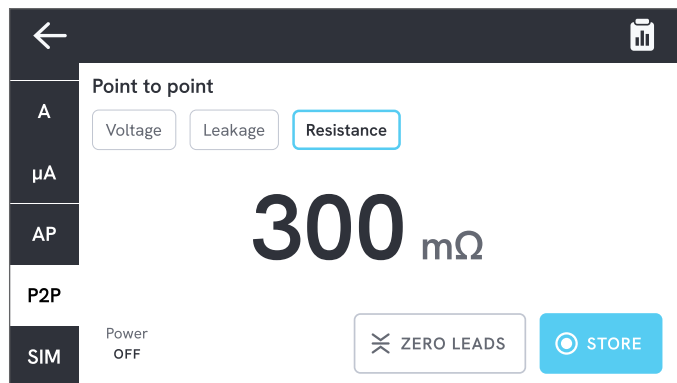 Point to point
Voltage Leakage Resistance
A
µA
AP
P2P
SIM
300 mΩ
Power
OFF
ZERO LEADS STORE